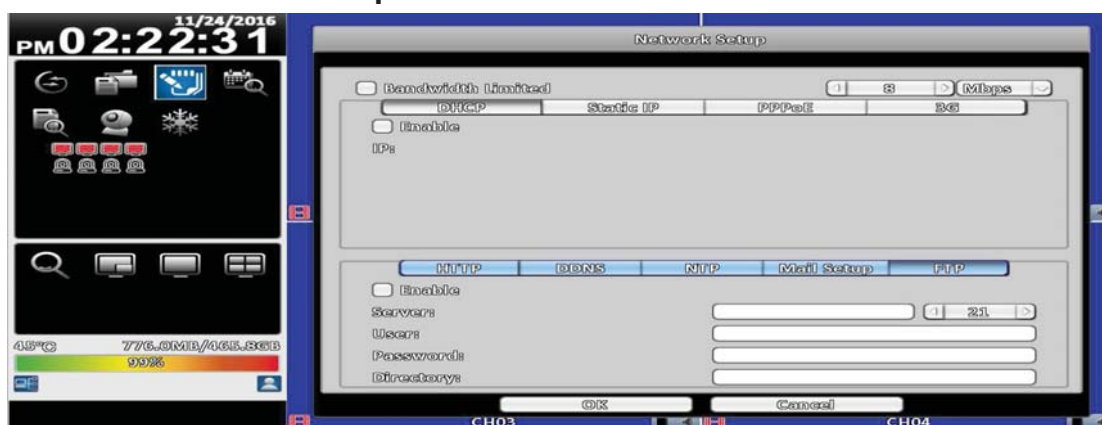 11/24/2016
PM 02:22:31
Network Setup
Bandwidth Limited 8 Mbps
DHCP Static IP PPPoE 3G
Enable
IP:
HTTP DDNS NTP Mail Setup FTP
Enable
Server: 21
User:
Password:
Directory:
45°C 776.0MB/465.8GB
99%
OK Cancel
CH03 CH04